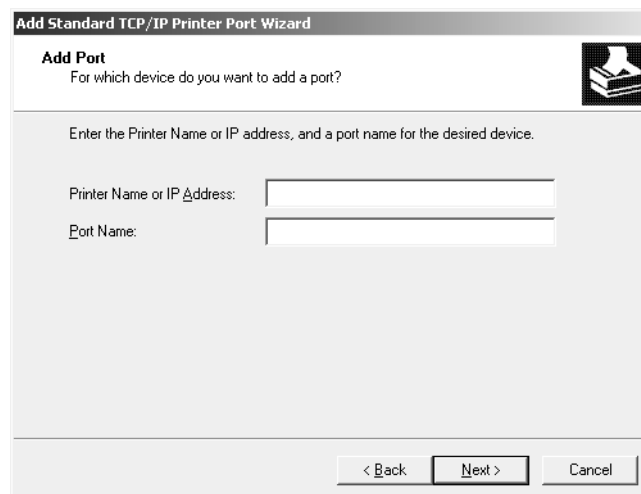 Add Standard TCP/IP Printer Port Wizard
Add Port
For which device do you want to add a port?
Enter the Printer Name or IP address, and a port name for the desired device.
Printer Name or IP Address:
Port Name:
< Back Next > Cancel